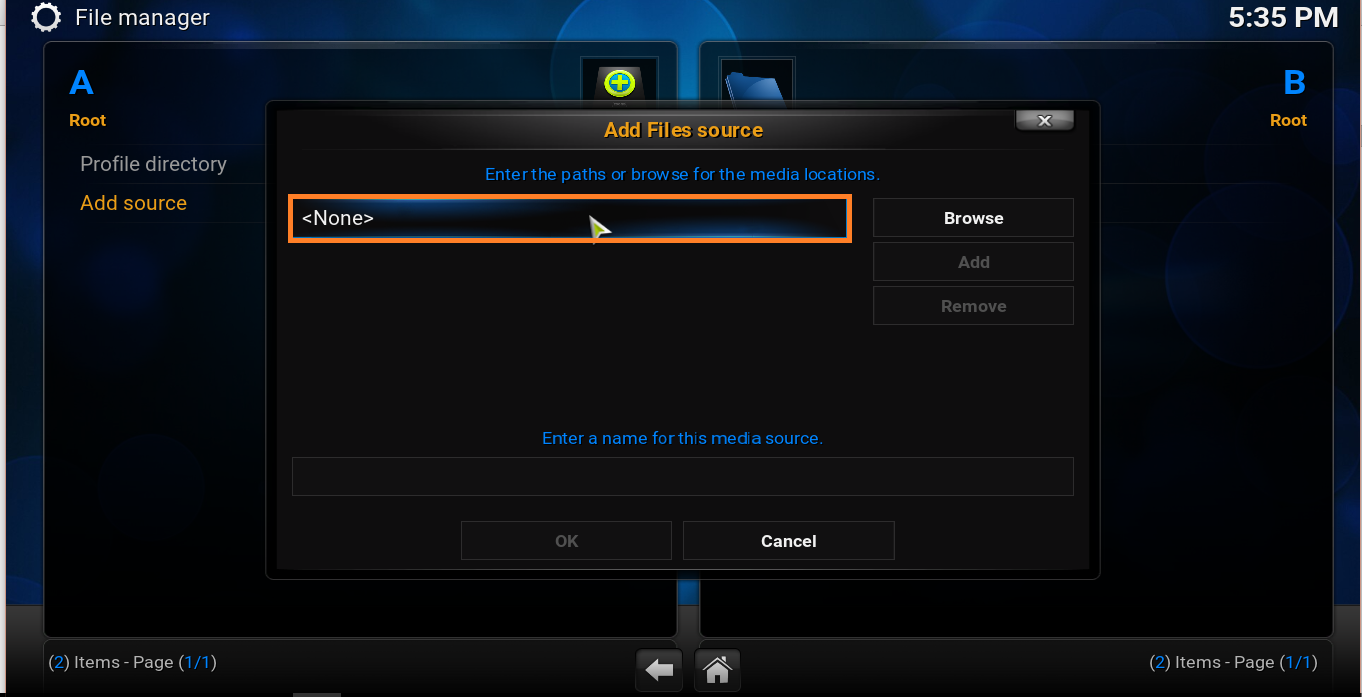 File manager
5:35 PM
A
B
Root
Root
Profile directory
Add source
Add Files source
x
Enter the paths or browse for the media locations.
<None>
Browse
Add
Remove
Enter a name for this media source.
OK
Cancel
(2) Items - Page (1/1)
(2) Items - Page (1/1)